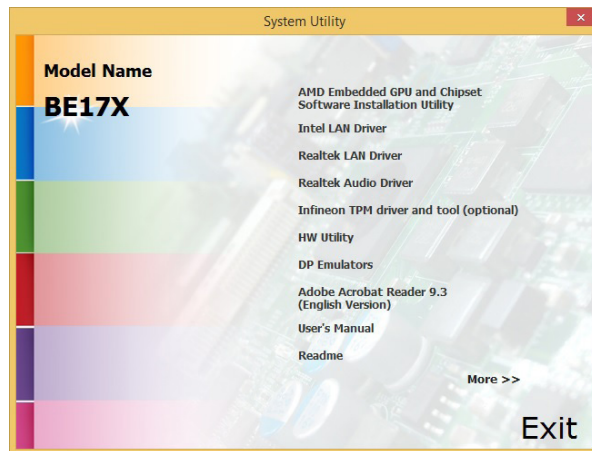 System Utility
Model Name
BE17X
AMD Embedded GPU and Chipset
Software Installation Utility
Intel LAN Driver
Realtek LAN Driver
Realtek Audio Driver
Infineon TPM driver and tool (optional)
HW Utility
DP Emulators
Adobe Acrobat Reader 9.3
(English Version)
User's Manual
Readme
More >>
Exit